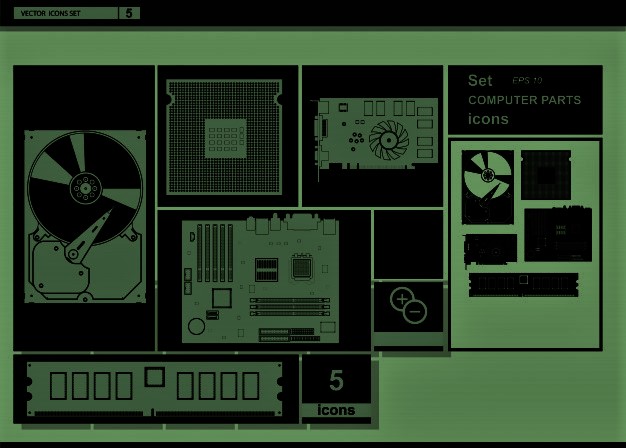 VECTOR ICONS SET 5
Set EPS 10
COMPUTER PARTS
icons
5
icons